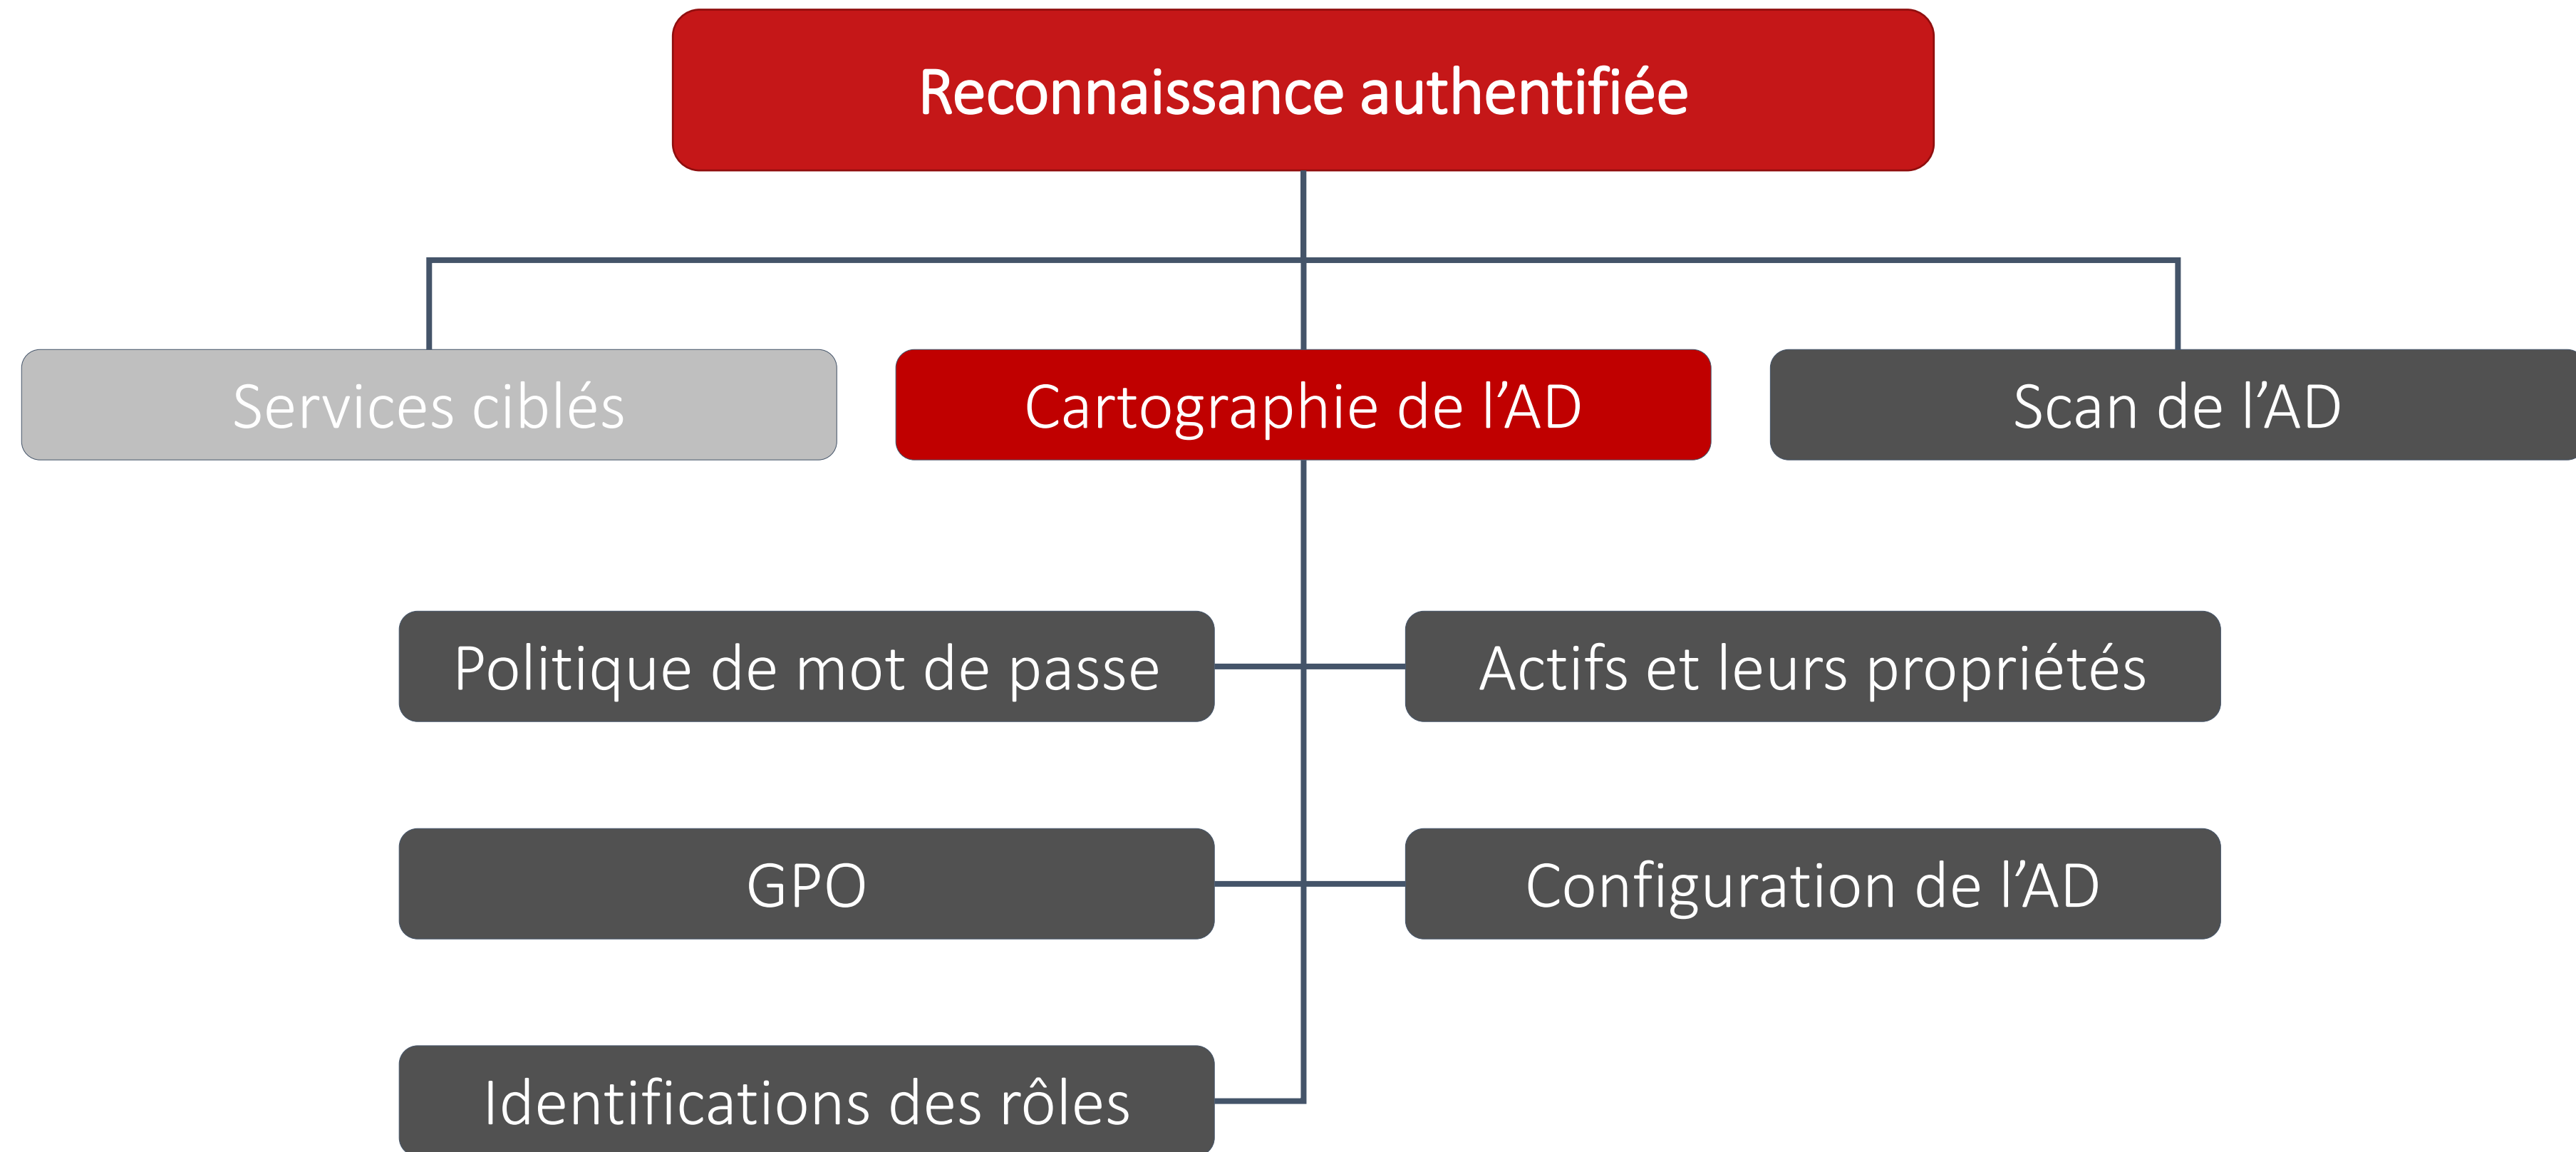 Reconnaissance authentifiée
Services ciblés
Cartographie de l’AD
Scan de l’AD
Politique de mot de passe
Actifs et leurs propriétés
GPO
Configuration de l’AD
Identifications des rôles